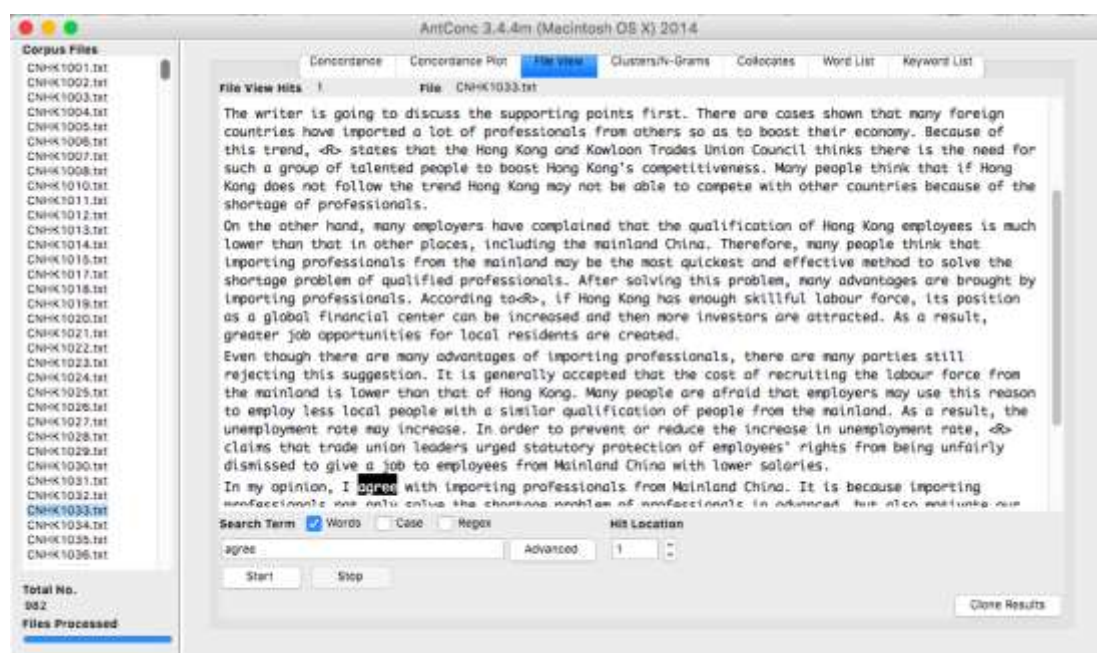 AntConc 3.4.4m (Macintosh OS X) 2014
Corpus Files
CNHK1001.txt
CNHK1002.txt
CNHK1003.txt
CNHK1004.txt
CNHK1005.txt
CNHK1006.txt
CNHK1007.txt
CNHK1008.txt
CNHK1010.txt
CNHK1011.txt
CNHK1012.txt
CNHK1013.txt
CNHK1014.txt
CNHK1015.txt
CNHK1017.txt
CNHK1018.txt
CNHK1019.txt
CNHK1020.txt
CNHK1021.txt
CNHK1022.txt
CNHK1023.txt
CNHK1024.txt
CNHK1025.txt
CNHK1026.txt
CNHK1027.txt
CNHK1028.txt
CNHK1029.txt
CNHK1030.txt
CNHK1031.txt
CNHK1032.txt
CNHK1033.txt
CNHK1034.txt
CNHK1035.txt
CNHK1036.txt
Total No.
982
Files Processed
Concordance Concordance Plot File View Clusters/N-Grams Collocates Word List Keyword List
File View Hits 1 File CNHK1033.txt
The writer is going to discuss the supporting points first. There are cases shown that many foreign
countries have imported a lot of professionals from others so as to boost their economy. Because of
this trend, <R> states that the Hong Kong and Kowloon Trades Union Council thinks there is the need for
such a group of talented people to boost Hong Kong's competitiveness. Many people think that if Hong
Kong does not follow the trend Hong Kong may not be able to compete with other countries because of the
shortage of professionals.
On the other hand, many employers have complained that the qualification of Hong Kong employees is much
lower than that in other places, including the mainland China. Therefore, many people think that
importing professionals from the mainland may be the most quickest and effective method to solve the
shortage problem of qualified professionals. After solving this problem, many advantages are brought by
importing professionals. According to<R>, if Hong Kong has enough skillful labour force, its position
as a global financial center can be increased and then more investors are attracted. As a result,
greater job opportunities for local residents are created.
Even though there are many advantages of importing professionals, there are many parties still
rejecting this suggestion. It is generally accepted that the cost of recruiting the labour force from
the mainland is lower than that of Hong Kong. Many people are afraid that employers may use this reason
to employ less local people with a similar qualification of people from the mainland. As a result, the
unemployment rate may increase. In order to prevent or reduce the increase in unemployment rate, <R>
claims that trade union leaders urged statutory protection of employees' rights from being unfairly
dismissed to give a job to employees from Mainland China with lower salaries.
In my opinion, I agree with importing professionals from Mainland China. It is because importing
professionals not only solve the shortage problem of professionals in advanced, but also motivate our
Search Term Words Case Regex Hit Location
agree Advanced 1
Start Stop
Clone Results